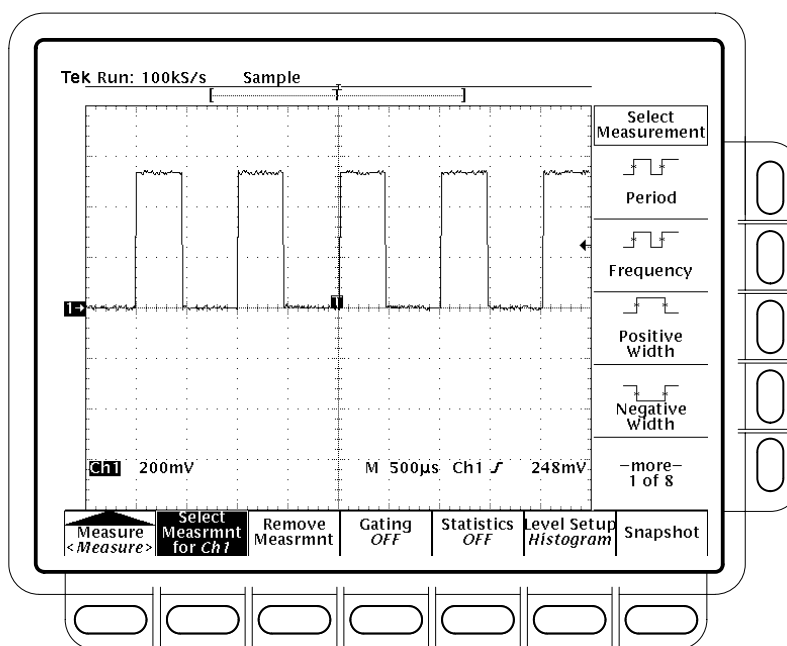 Tek Run: 100kS/s Sample
[ T ]
Select
Measurement
Period
Frequency
1→
T
Positive
Width
Negative
Width
Ch1 200mV M 500µs Ch1 248mV
–more–
1 of 8
Measure
<Measure>
Select
Measrmnt
for Ch1
Remove
Measrmnt
Gating
OFF
Statistics
OFF
Level Setup
Histogram
Snapshot